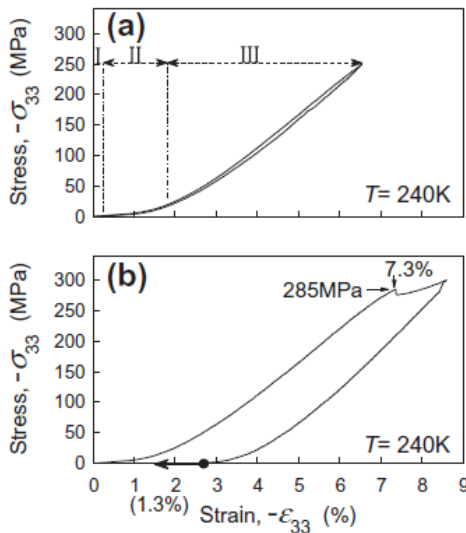 (a)
I II III
300
250
200
150
100
50
0
Stress, -σ33 (MPa)
T= 240K
(b)
7.3%
285MPa
300
250
200
150
100
50
0
Stress, -σ33 (MPa)
T= 240K
0 1 2 3 4 5 6 7 8 9
(1.3%)
Strain, -ε33 (%)